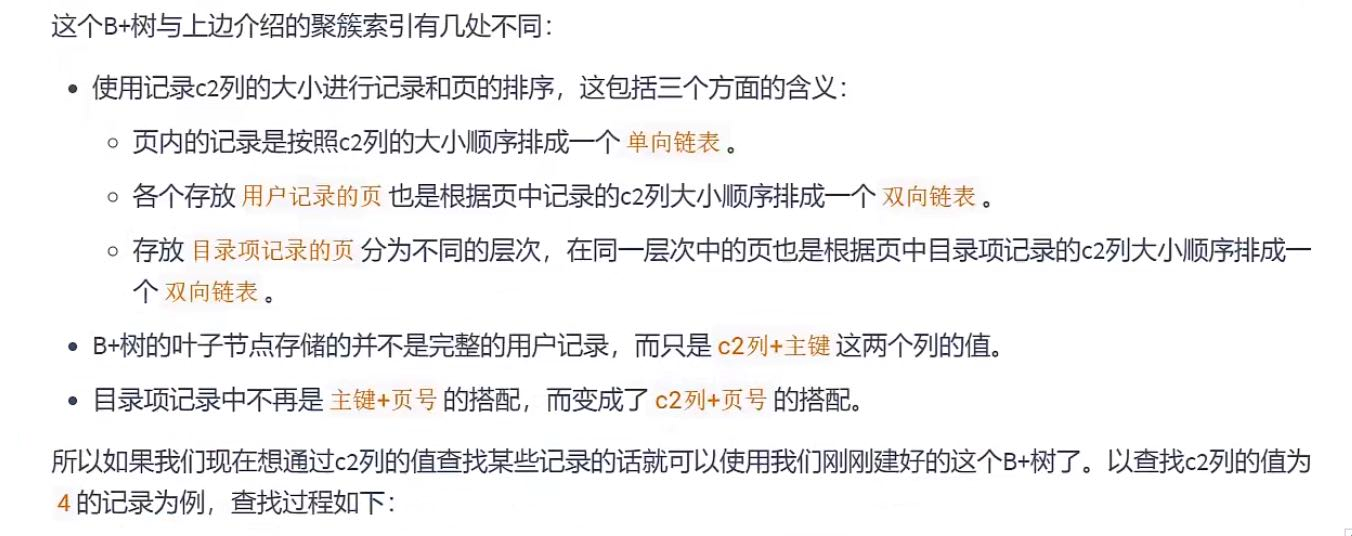 这个B+树与上边介绍的聚簇索引有几处不同：
• 使用记录c2列的大小进行记录和页的排序，这包括三个方面的含义：
◦ 页内的记录是按照c2列的大小顺序排成一个 单向链表 。
◦ 各个存放 用户记录的页 也是根据页中记录的c2列大小顺序排成一个 双向链表 。
◦ 存放 目录项记录的页 分为不同的层次，在同一层次中的页也是根据页中目录项记录的c2列大小顺序排成一
个 双向链表 。
• B+树的叶子节点存储的并不是完整的用户记录，而只是 c2列+主键 这两个列的值。
• 目录项记录中不再是 主键+页号 的搭配，而变成了 c2列+页号 的搭配。
所以如果我们现在想通过c2列的值查找某些记录的话就可以使用我们刚刚建好的这个B+树了。以查找c2列的值为
4 的记录为例，查找过程如下：